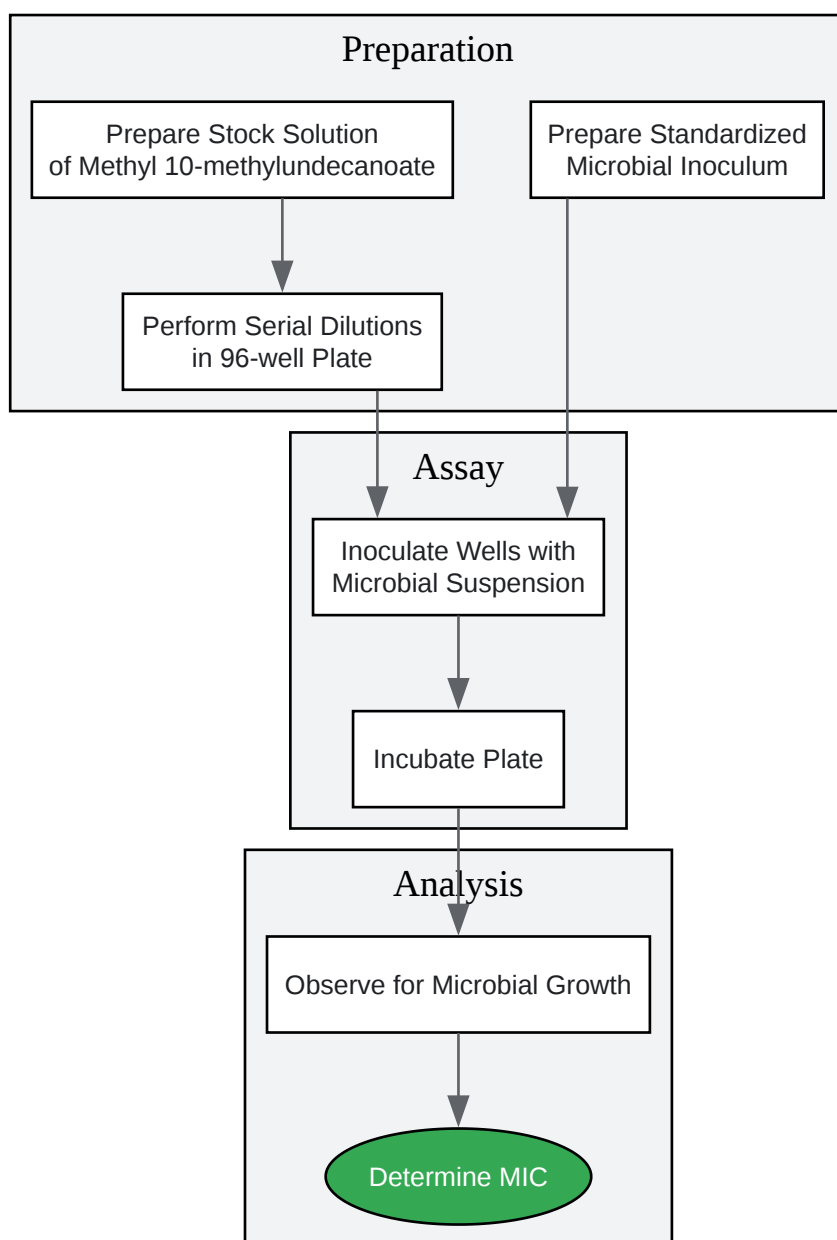 Preparation
Prepare Stock Solution
of Methyl 10-methylundecanoate
Prepare Standardized
Microbial Inoculum
Perform Serial Dilutions
in 96-well Plate
Assay
Inoculate Wells with
Microbial Suspension
Incubate Plate
Analysis
Observe for Microbial Growth
Determine MIC